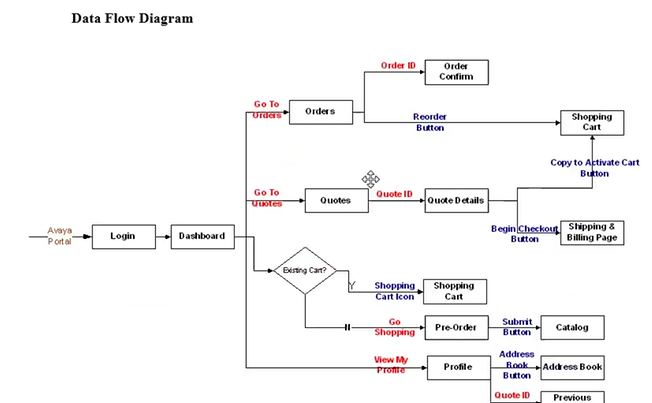 Data Flow Diagram
Order ID
Order
Confirm
Go To
Orders
Orders
Reorder
Button
Shopping
Cart
Copy to Activate Cart
Button
Go To
Quotes
Quotes
Quote ID
Quote Details
Begin Checkout
Button
Shipping &
Billing Page
Avaya
Portal
Login
Dashboard
Existing Cart?
Y
Shopping
Cart Icon
Shopping
Cart
N
Go
Shopping
Pre-Order
Submit
Button
Catalog
View My
Profile
Profile
Address
Book
Button
Address Book
Quote ID
Previous